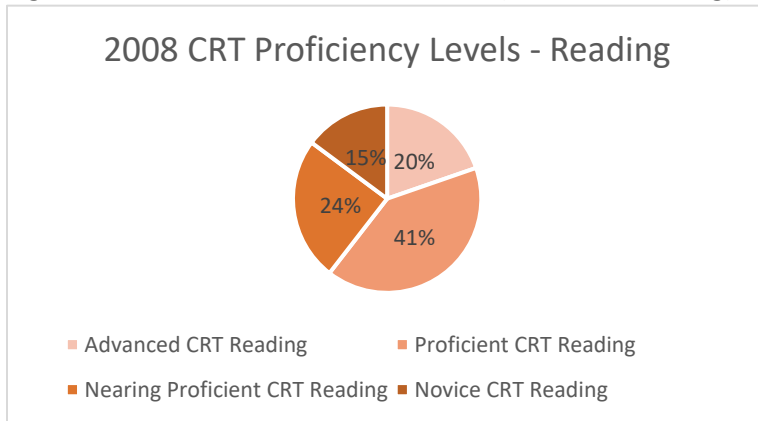 2008 CRT Proficiency Levels - Reading
15%
20%
24%
41%
Advanced CRT Reading
Proficient CRT Reading
Nearing Proficient CRT Reading
Novice CRT Reading